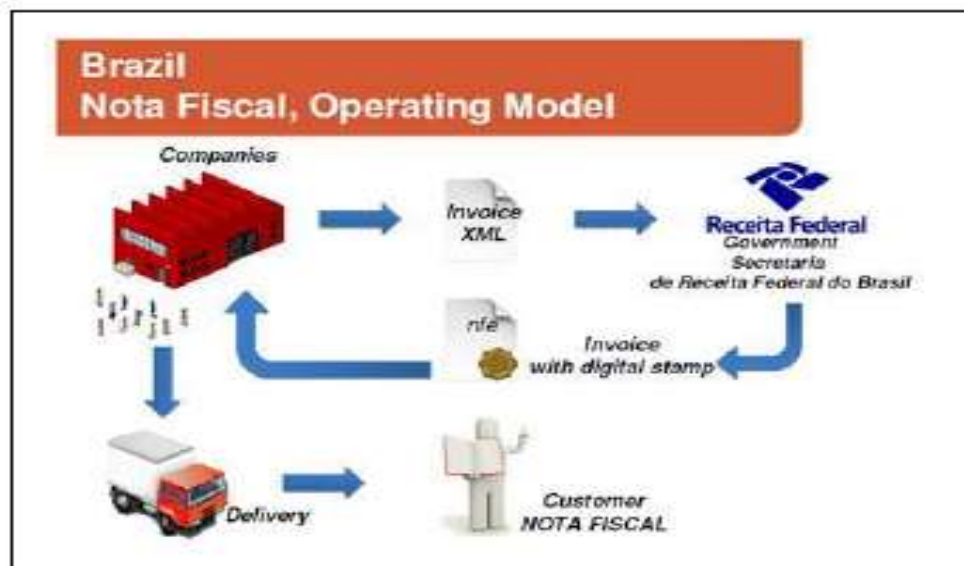 Brazil
Nota Fiscal, Operating Model
Companies
Invoice
XML
Receita Federal
Government
Secretaria
de Receita Federal do Brasil
nfe
Invoice
with digital stamp
Delivery
Customer
NOTA FISCAL